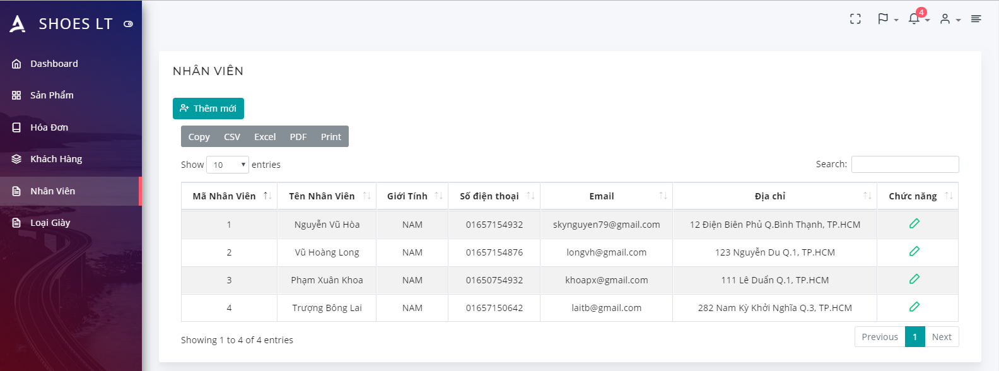 SHOES LT
4
Dashboard
Sản Phẩm
Hóa Đơn
Khách Hàng
Nhân Viên
Loại Giày
NHÂN VIÊN
Thêm mới
Copy CSV Excel PDF Print
Show 10 entries
Search:
Mã Nhân Viên Tên Nhân Viên Giới Tính Số điện thoại Email Địa chỉ Chức năng
1 Nguyễn Vũ Hòa NAM 01657154932 skynguyen79@gmail.com 12 Điện Biên Phủ Q.Bình Thạnh, TP.HCM
2 Vũ Hoàng Long NAM 01657154876 longvh@gmail.com 123 Nguyễn Du Q.1, TP.HCM
3 Phạm Xuân Khoa NAM 01650754932 khoapx@gmail.com 111 Lê Duẩn Q.1, TP.HCM
4 Trượng Bông Lai NAM 01657150642 laitb@gmail.com 282 Nam Kỳ Khởi Nghĩa Q.3, TP.HCM
Showing 1 to 4 of 4 entries
Previous 1 Next